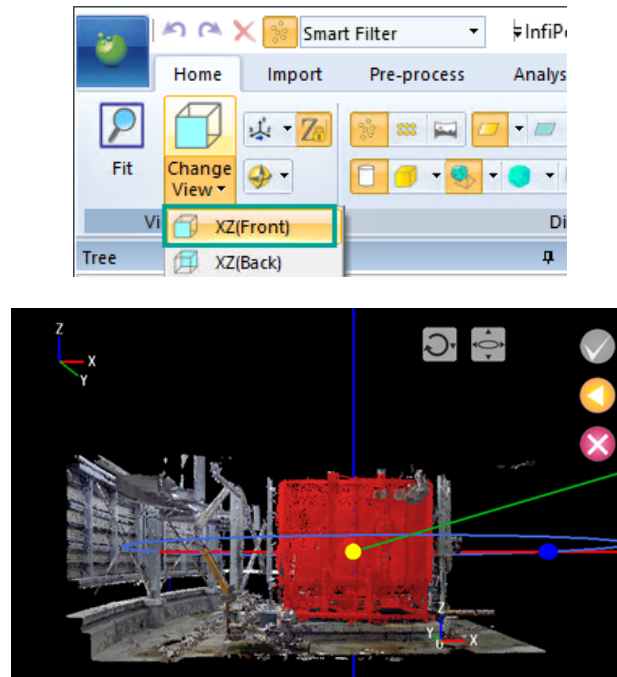 Smart Filter
InfiP
Home Import Pre-process Analys
Fit
Change
View
Vi
Di
XZ(Front)
Tree
XZ(Back)
Z
X
Y
Z
Y
X
U